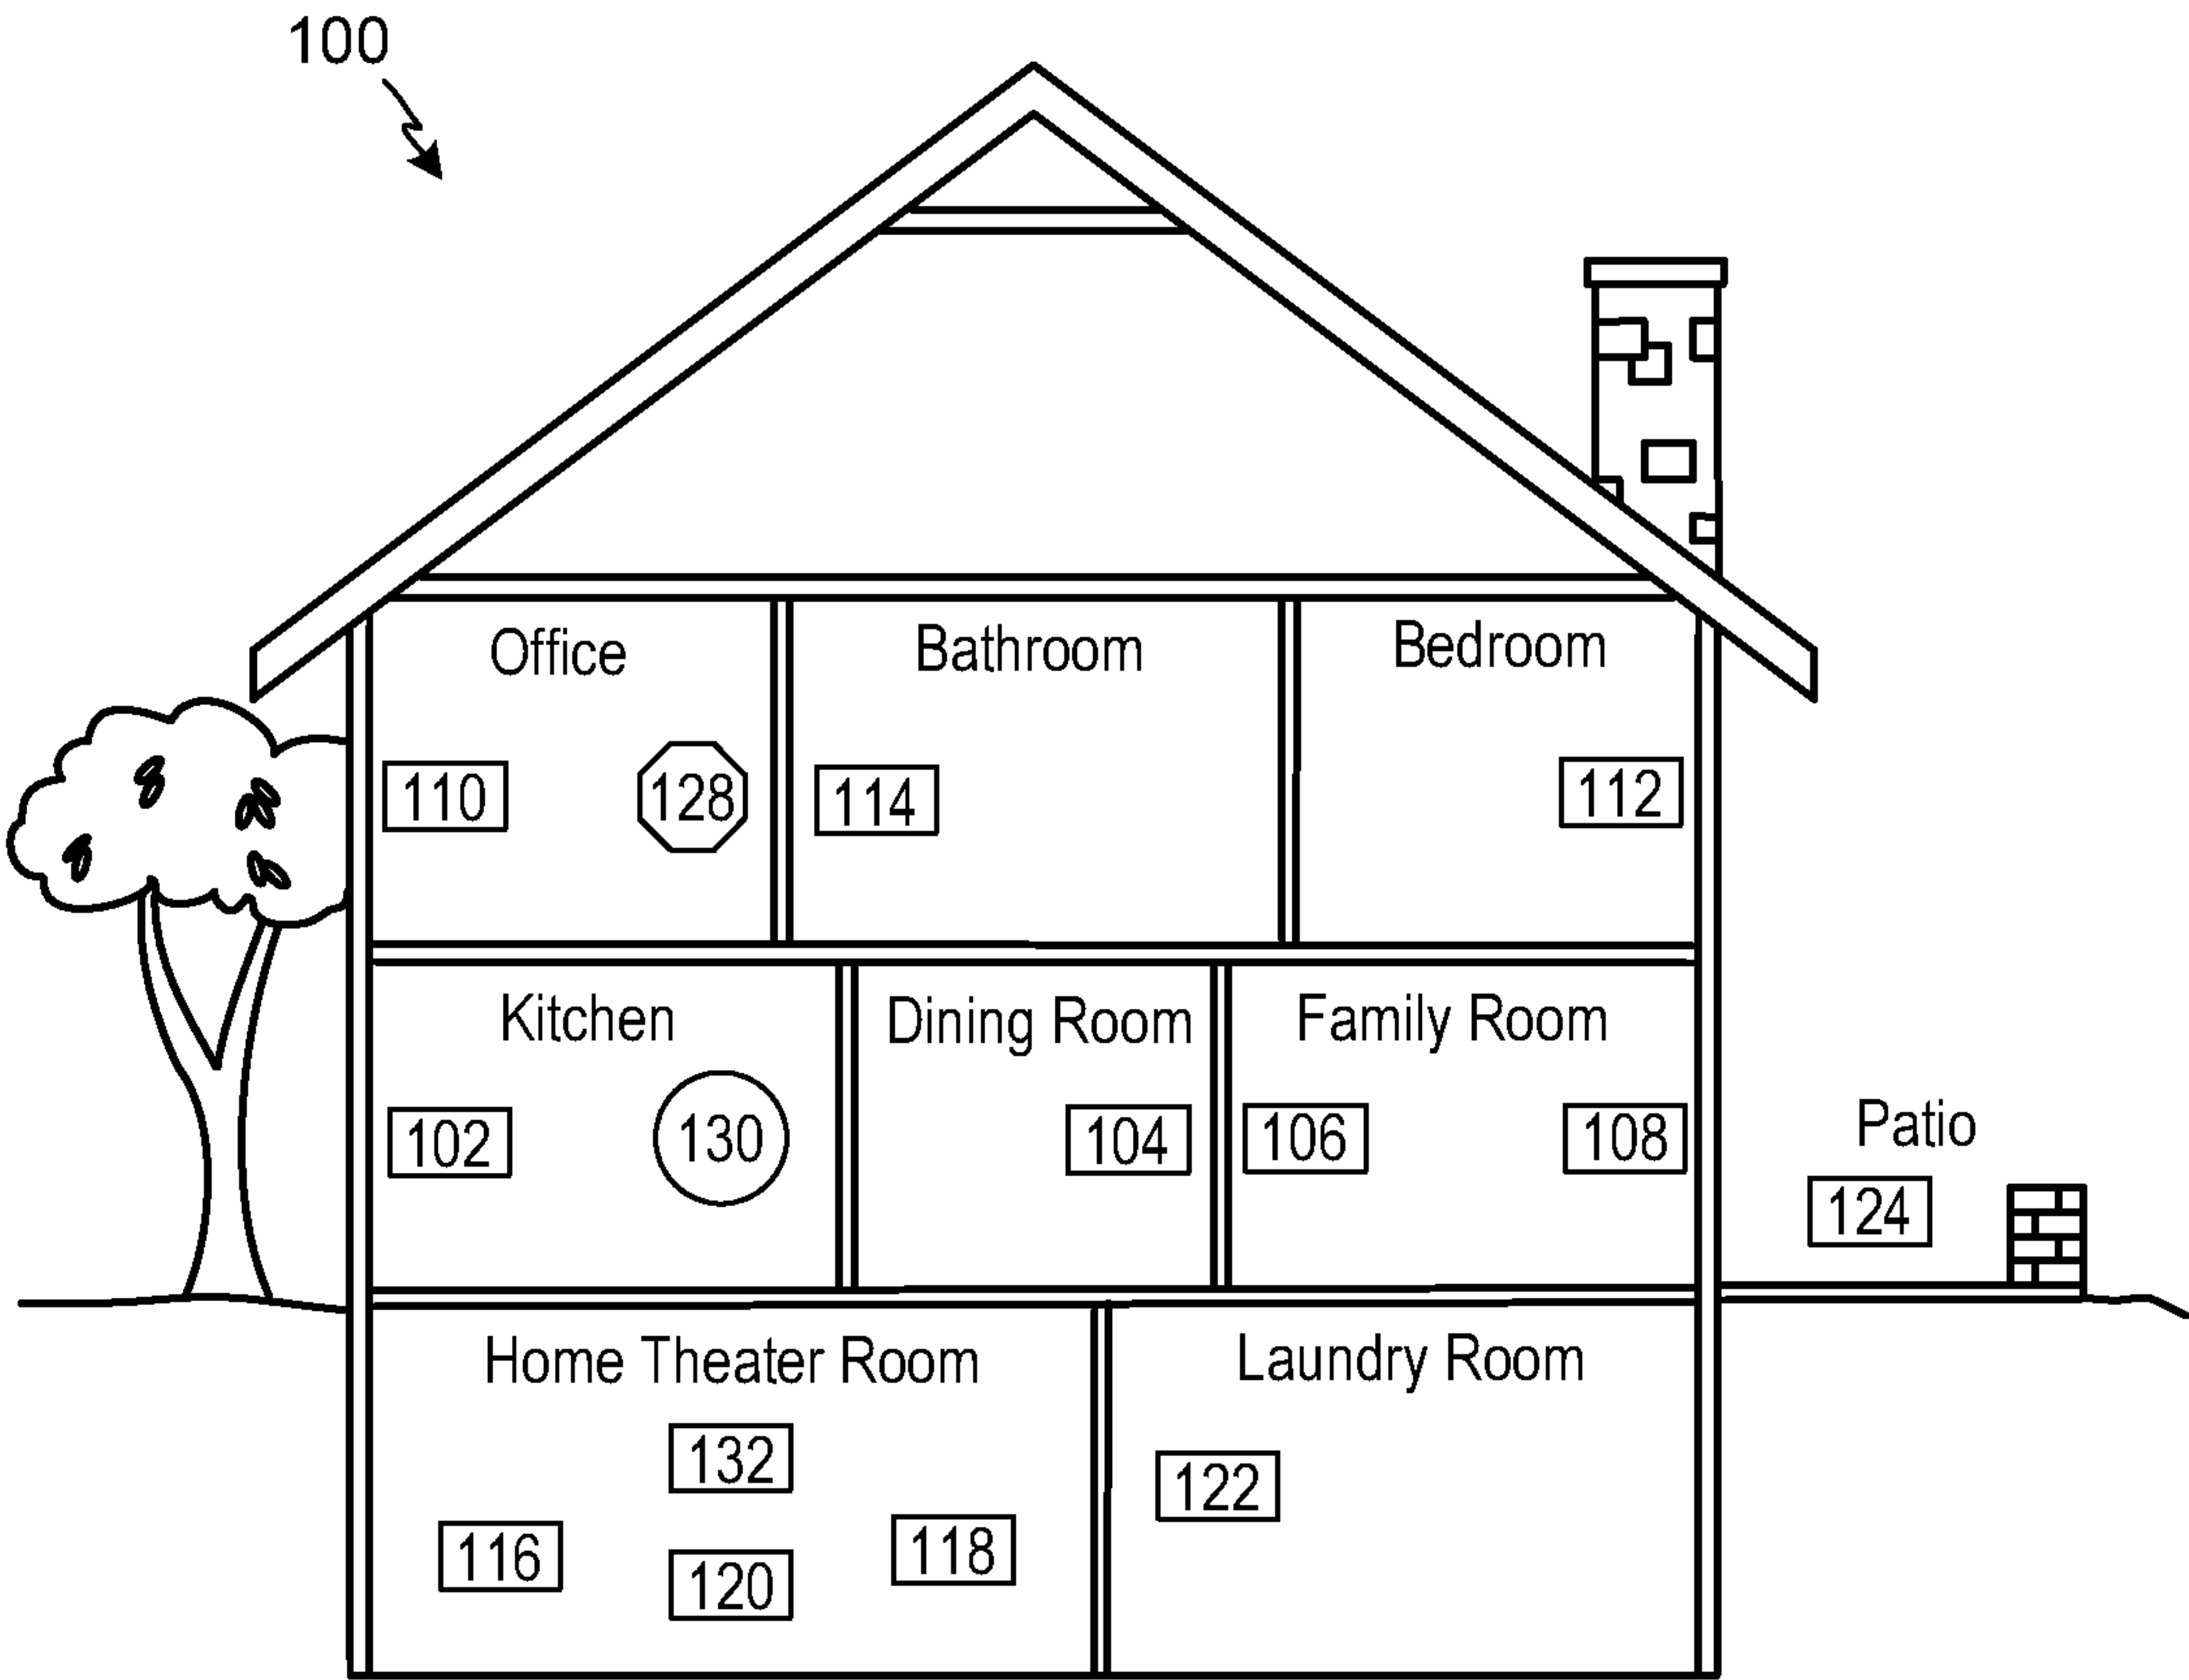 100
Office
Bathroom
Bedroom
110
128
114
112
Kitchen
Dining Room
Family Room
102
130
104
106
108
Patio
124
Home Theater Room
Laundry Room
132
122
116
118
120